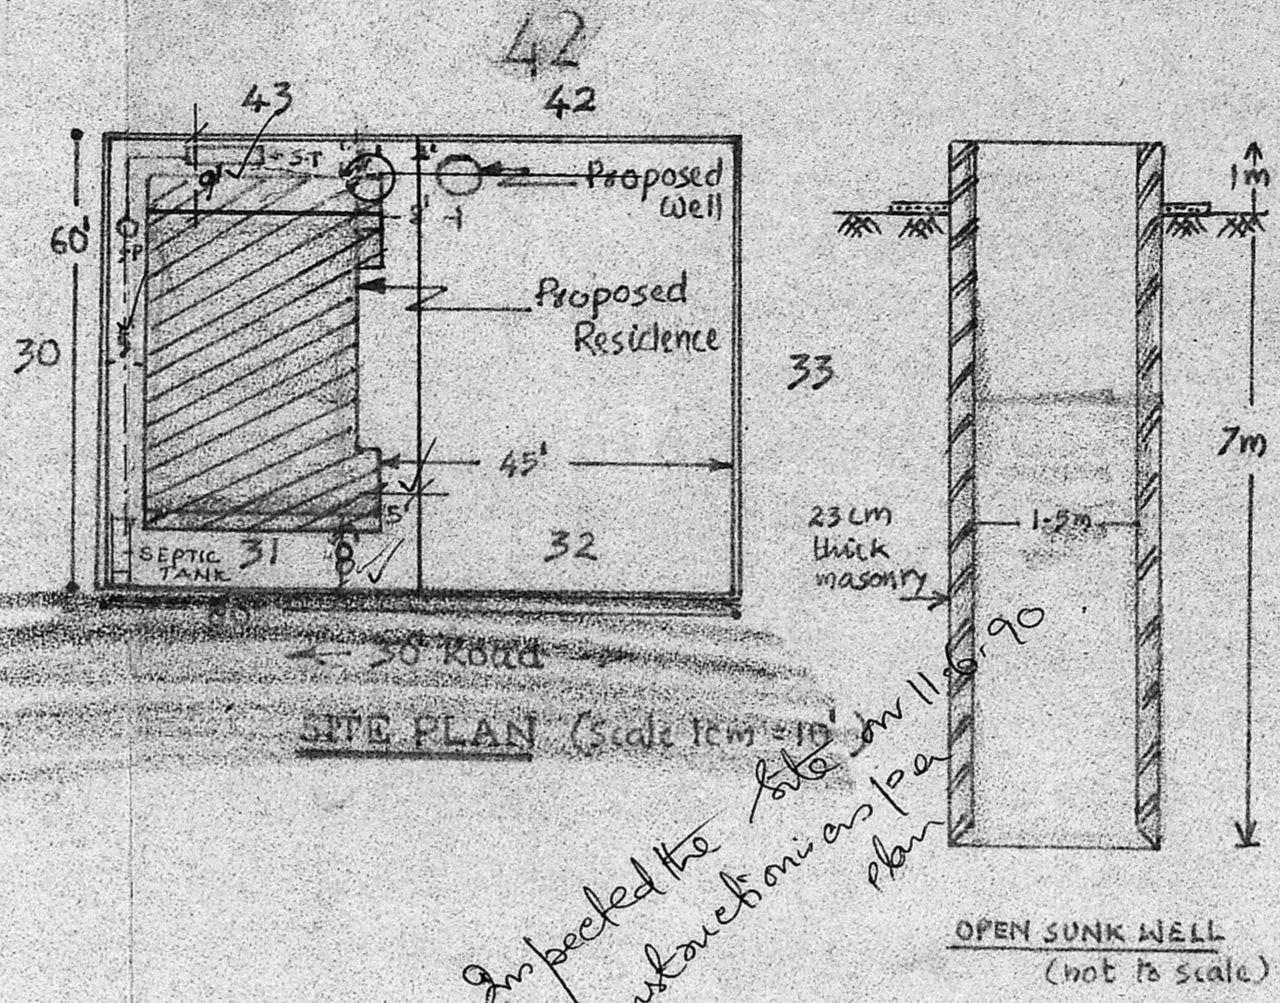 42
43
42
S.T
9'
Proposed
Well
60'
Proposed
Residence
30
33
45'
5'
SEPTIC
TANK
31
8'
32
30' Road
SITE PLAN (Scale 1cm = 10')
1m
7m
1.5m
23 cm
thick
masonry
Inspected the site on 11.6.90
is as per
plan
OPEN SUNK WELL
(not to scale)